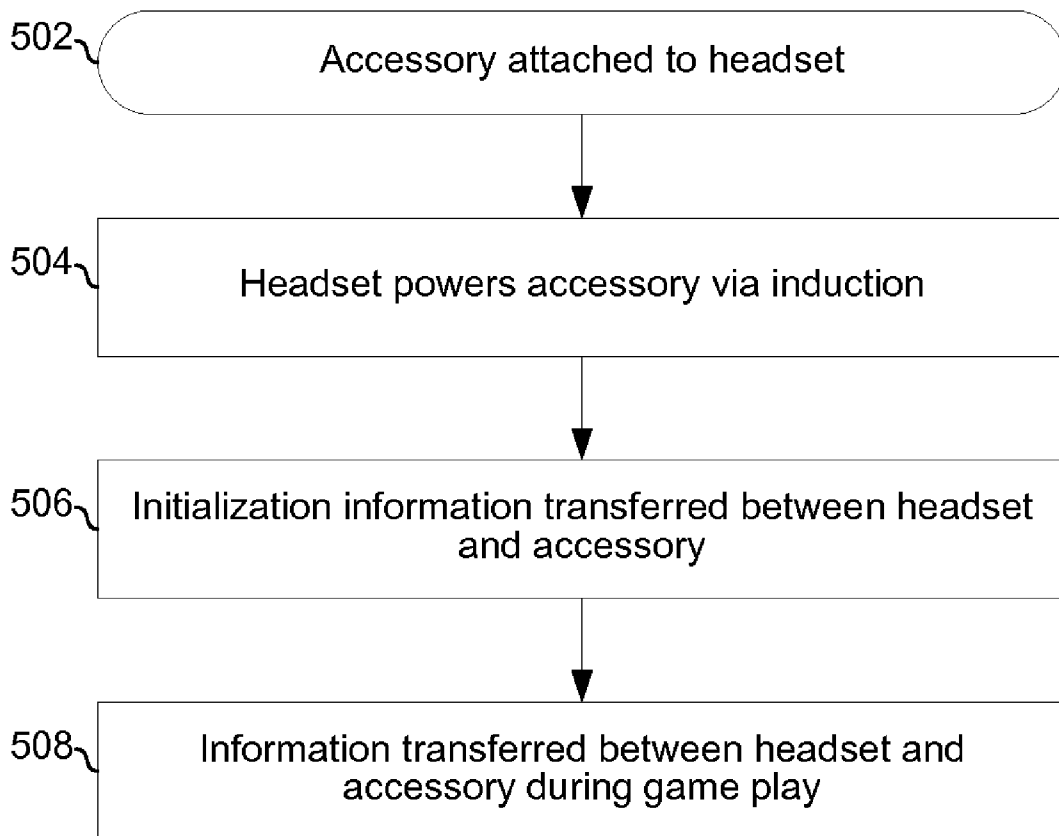 502
Accessory attached to headset
504
Headset powers accessory via induction
506
Initialization information transferred between headset
and accessory
508
Information transferred between headset and
accessory during game play